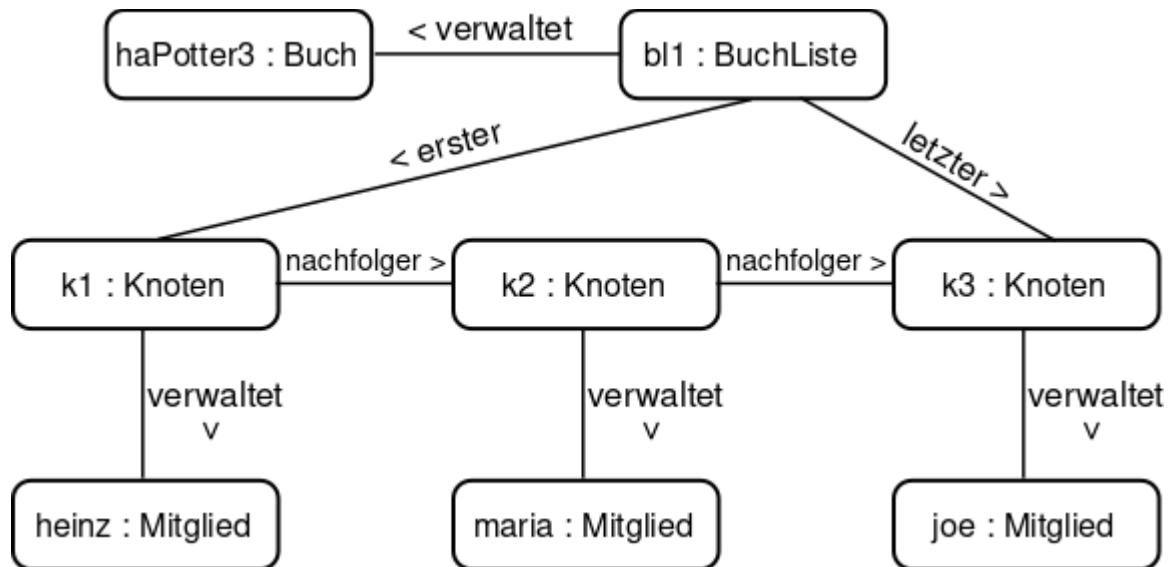 haPotter3 : Buch
< verwaltet
bl1 : BuchListe
< erster
letzter >
k1 : Knoten
nachfolger >
k2 : Knoten
nachfolger >
k3 : Knoten
verwaltet
v
verwaltet
v
verwaltet
v
heinz : Mitglied
maria : Mitglied
joe : Mitglied